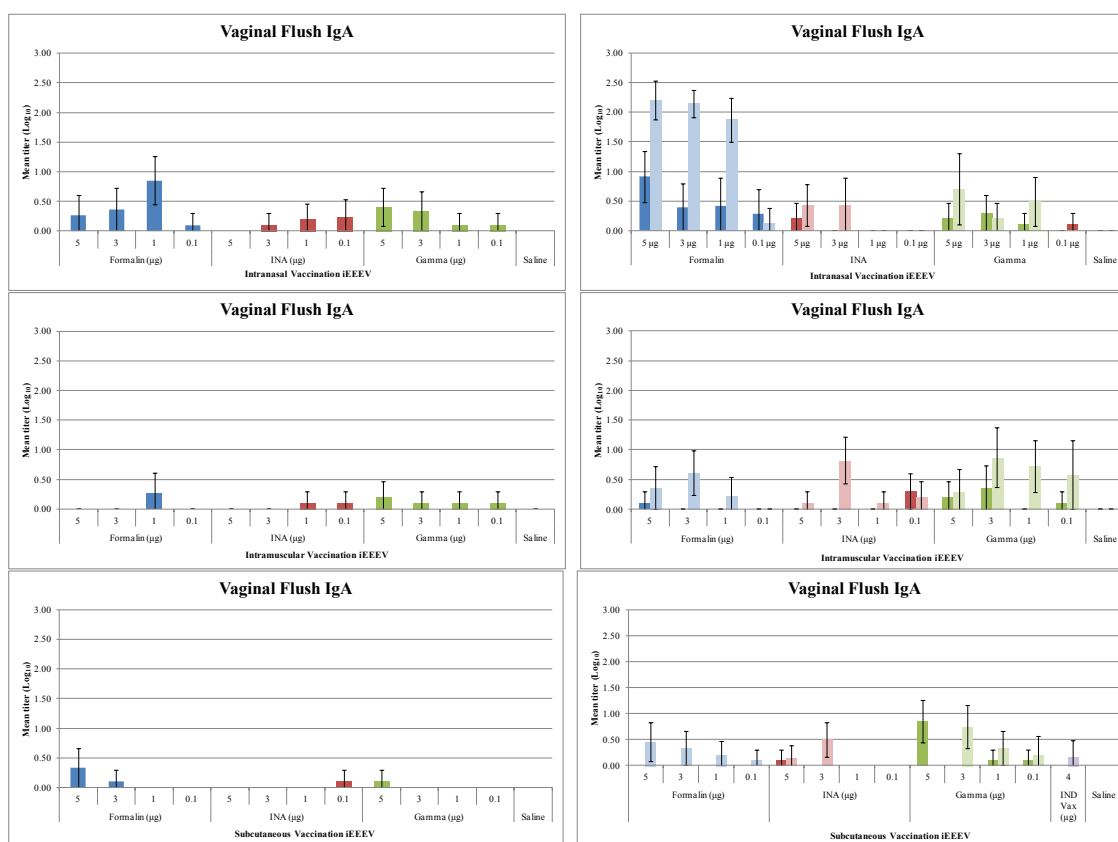 Vaginal Flush IgA
3.00
2.50
2.00
1.50
1.00
0.50
0.00
Mean titer (Log10)
5 3 1 0.1 5 3 1 0.1 5 3 1 0.1
Formalin (µg) INA (µg) Gamma (µg) Saline
Intranasal Vaccination iEEEV
Vaginal Flush IgA
3.00
2.50
2.00
1.50
1.00
0.50
0.00
Mean titer (Log10)
5 µg 3 µg 1 µg 0.1 µg 5 µg 3 µg 1 µg 0.1 µg 5 µg 3 µg 1 µg 0.1 µg
Formalin INA Gamma Saline
Intranasal Vaccination iEEEV
Vaginal Flush IgA
3.00
2.50
2.00
1.50
1.00
0.50
0.00
Mean titer (Log10)
5 3 1 0.1 5 3 1 0.1 5 3 1 0.1
Formalin (µg) INA (µg) Gamma (µg) Saline
Intramuscular Vaccination iEEEV
Vaginal Flush IgA
3.00
2.50
2.00
1.50
1.00
0.50
0.00
Mean titer (Log10)
5 3 1 0.1 5 3 1 0.1 5 3 1 0.1
Formalin (µg) INA (µg) Gamma (µg) Saline
Intramuscular Vaccination iEEEV
Vaginal Flush IgA
3.00
2.50
2.00
1.50
1.00
0.50
0.00
Mean titer (Log10)
5 3 1 0.1 5 3 1 0.1 5 3 1 0.1
Formalin (µg) INA (µg) Gamma (µg) Saline
Subcutaneous Vaccination iEEEV
Vaginal Flush IgA
3.00
2.50
2.00
1.50
1.00
0.50
0.00
Mean titer (Log10)
5 3 1 0.1 5 3 1 0.1 5 3 1 0.1 4
Formalin (µg) INA (µg) Gamma (µg) IND Saline
Vax
(µg)
Subcutaneous Vaccination iEEEV